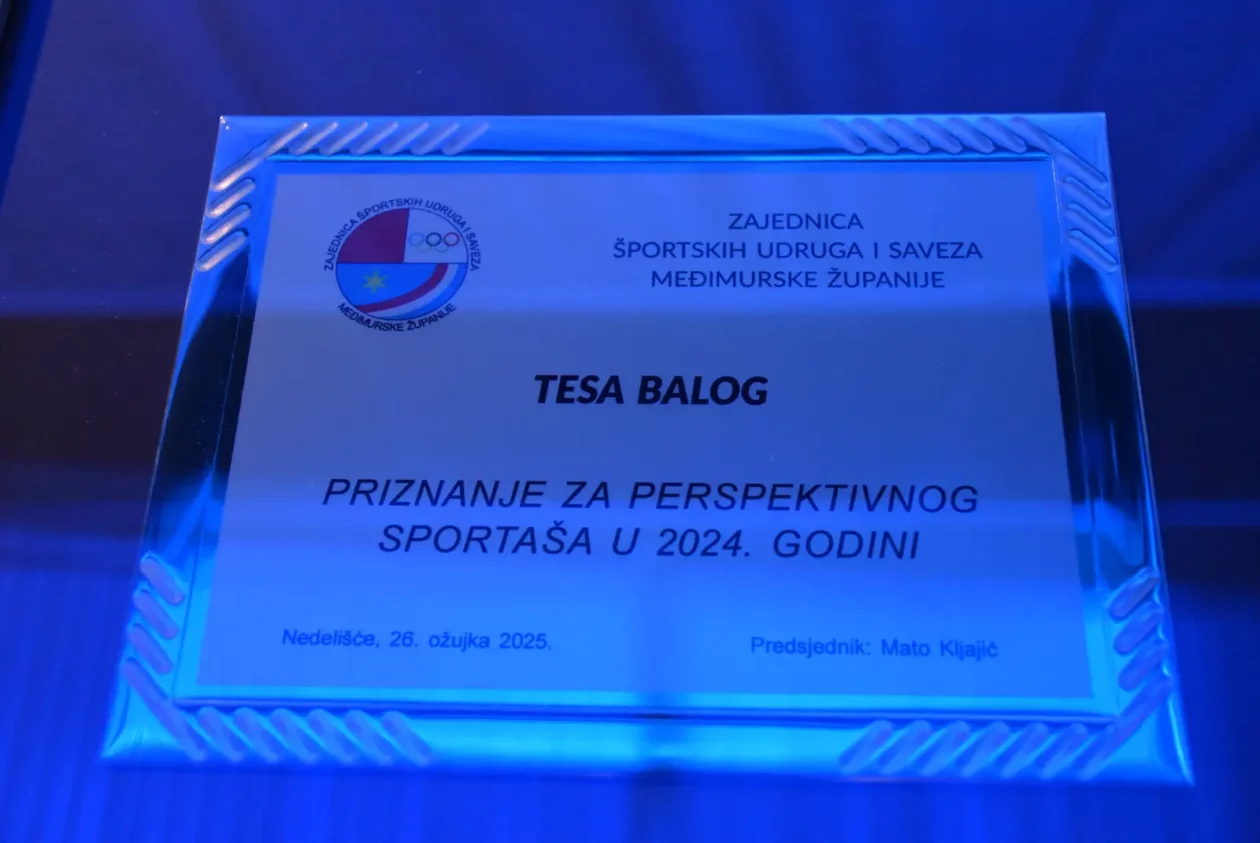 ZAJEDNICA ŠPORTSKIH UDRUGA I SAVEZA
MEĐIMURSKE ŽUPANIJE
ZAJEDNICA
ŠPORTSKIH UDRUGA I SAVEZA
MEĐIMURSKE ŽUPANIJE
TESA BALOG
PRIZNANJE ZA PERSPEKTIVNOG
SPORTAŠA U 2024. GODINI
Nedelišće, 26. ožujka 2025.
Predsjednik: Mato Kljajić